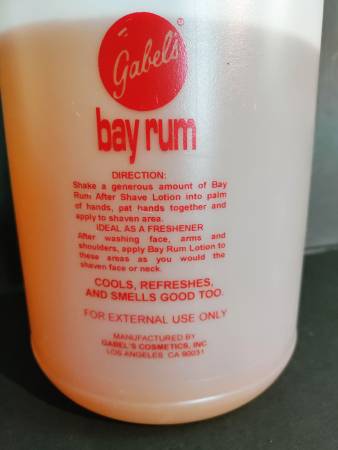 Gabel's®
bay rum
DIRECTION:
Shake a generous amount of Bay
Rum After Shave Lotion into palm
of hands, pat hands together and
apply to shaven area.
IDEAL AS A FRESHENER
After washing face, arms and
shoulders, apply Bay Rum Lotion to
these areas as you would the
shaven face or neck.
COOLS, REFRESHES,
AND SMELLS GOOD TOO.
FOR EXTERNAL USE ONLY
MANUFACTURED BY
GABEL'S COSMETICS, INC
LOS ANGELES CA 90031